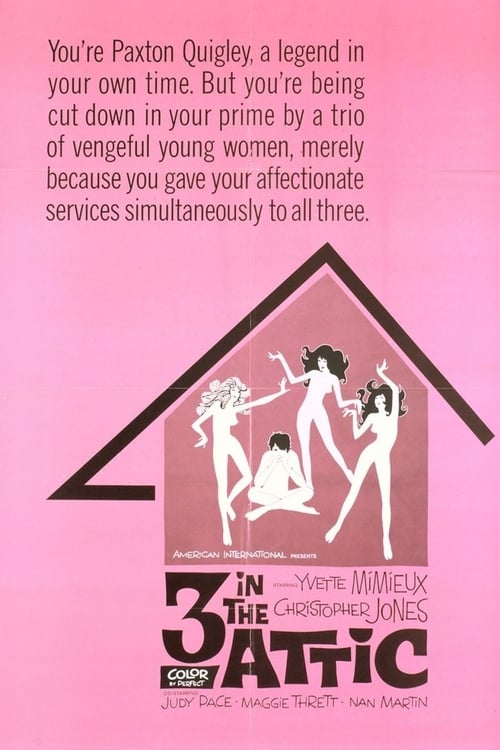 You're Paxton Quigley, a legend in
your own time. But you're being
cut down in your prime by a trio
of vengeful young women, merely
because you gave your affectionate
services simultaneously to all three.
AMERICAN INTERNATIONAL PRESENTS
3 IN THE ATTIC
STARRING YVETTE MIMIEUX
CHRISTOPHER JONES
COLOR BY PERFECT
CO-STARRING
JUDY PACE · MAGGIE THRETT · NAN MARTIN